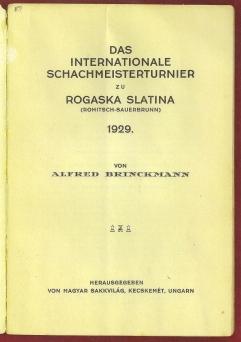 DAS
INTERNATIONALE
SCHACHMEISTERTURNIER
ZU
ROGASKA SLATINA
(ROHITSCH-SAUERBRUNN)
1929.
VON
ALFRED BRINCKMANN
HERAUSGEGEBEN
VON MAGYAR SAKKVILÁG, KECSKEMÉT, UNGARN